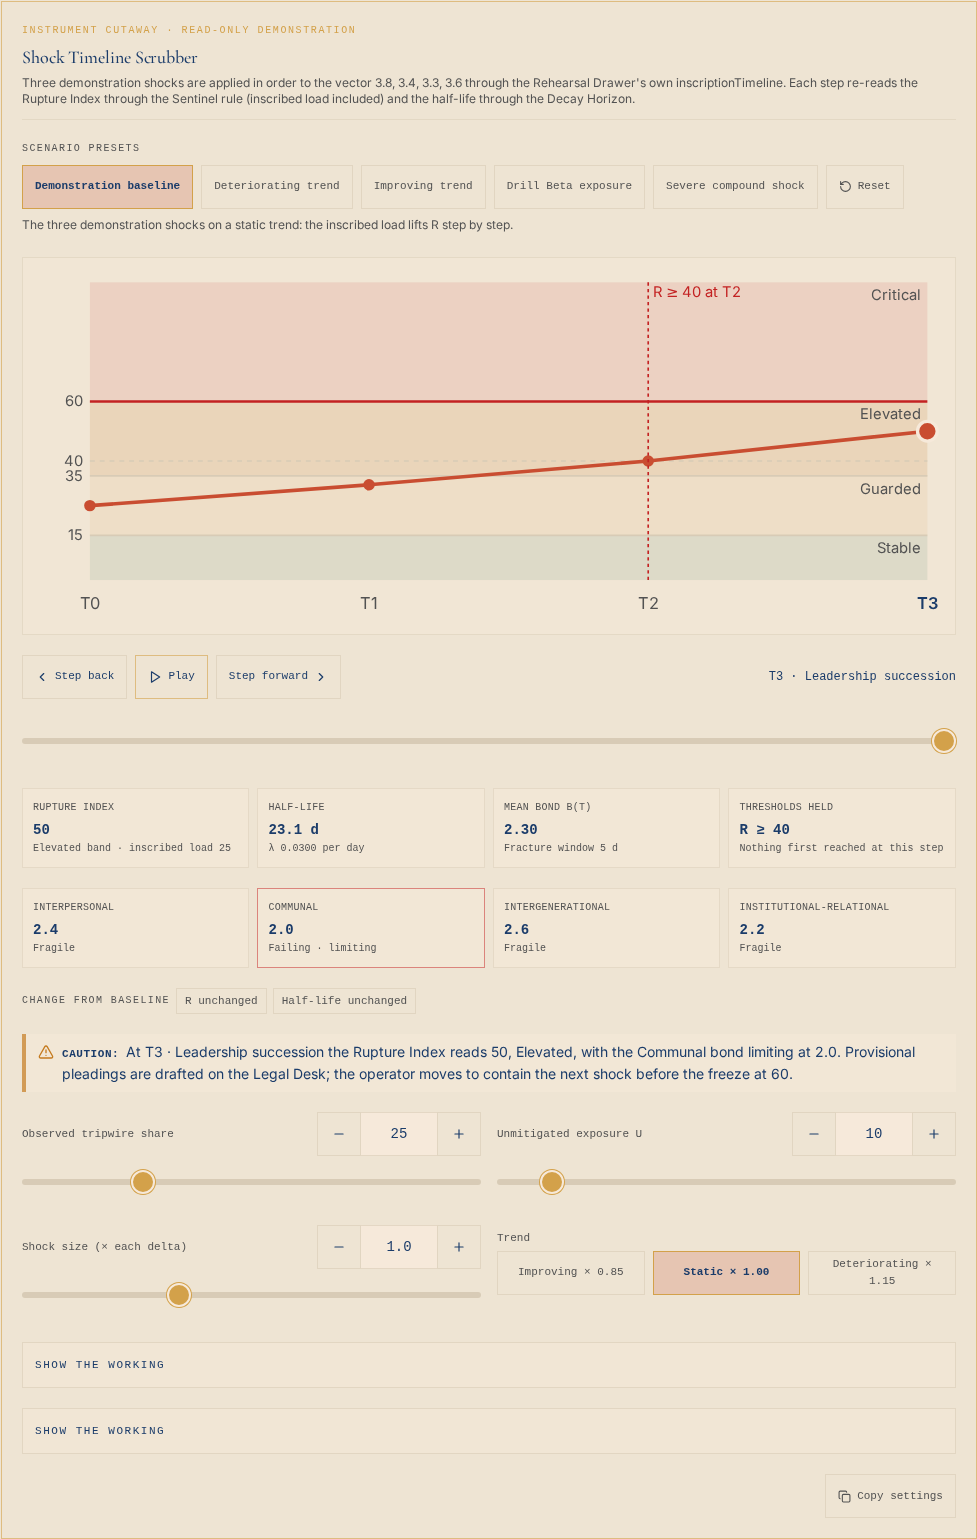 INSTRUMENT CUTAWAY · READ-ONLY DEMONSTRATION
Shock Timeline Scrubber
Three demonstration shocks are applied in order to the vector 3.8, 3.4, 3.3, 3.6 through the Rehearsal Drawer's own inscriptionTimeline. Each step re-reads the
Rupture Index through the Sentinel rule (inscribed load included) and the half-life through the Decay Horizon.
SCENARIO PRESETS
Demonstration baseline
Deteriorating trend
Improving trend
Drill Beta exposure
Severe compound shock
Reset
The three demonstration shocks on a static trend: the inscribed load lifts R step by step.
R ≥ 40 at T2
Critical
60
Elevated
40
35
Guarded
15
Stable
T0
T1
T2
T3
Step back
Play
Step forward
T3 · Leadership succession
RUPTURE INDEX
50
Elevated band · inscribed load 25
HALF-LIFE
23.1 d
λ 0.0300 per day
MEAN BOND B(T)
2.30
Fracture window 5 d
THRESHOLDS HELD
R ≥ 40
Nothing first reached at this step
INTERPERSONAL
2.4
Fragile
COMMUNAL
2.0
Failing · limiting
INTERGENERATIONAL
2.6
Fragile
INSTITUTIONAL-RELATIONAL
2.2
Fragile
CHANGE FROM BASELINE
R unchanged
Half-life unchanged
CAUTION: At T3 · Leadership succession the Rupture Index reads 50, Elevated, with the Communal bond limiting at 2.0. Provisional
pleadings are drafted on the Legal Desk; the operator moves to contain the next shock before the freeze at 60.
Observed tripwire share
− 25 +
Unmitigated exposure U
− 10 +
Shock size (× each delta)
− 1.0 +
Trend
Improving × 0.85
Static × 1.00
Deteriorating ×
1.15
SHOW THE WORKING
SHOW THE WORKING
Copy settings